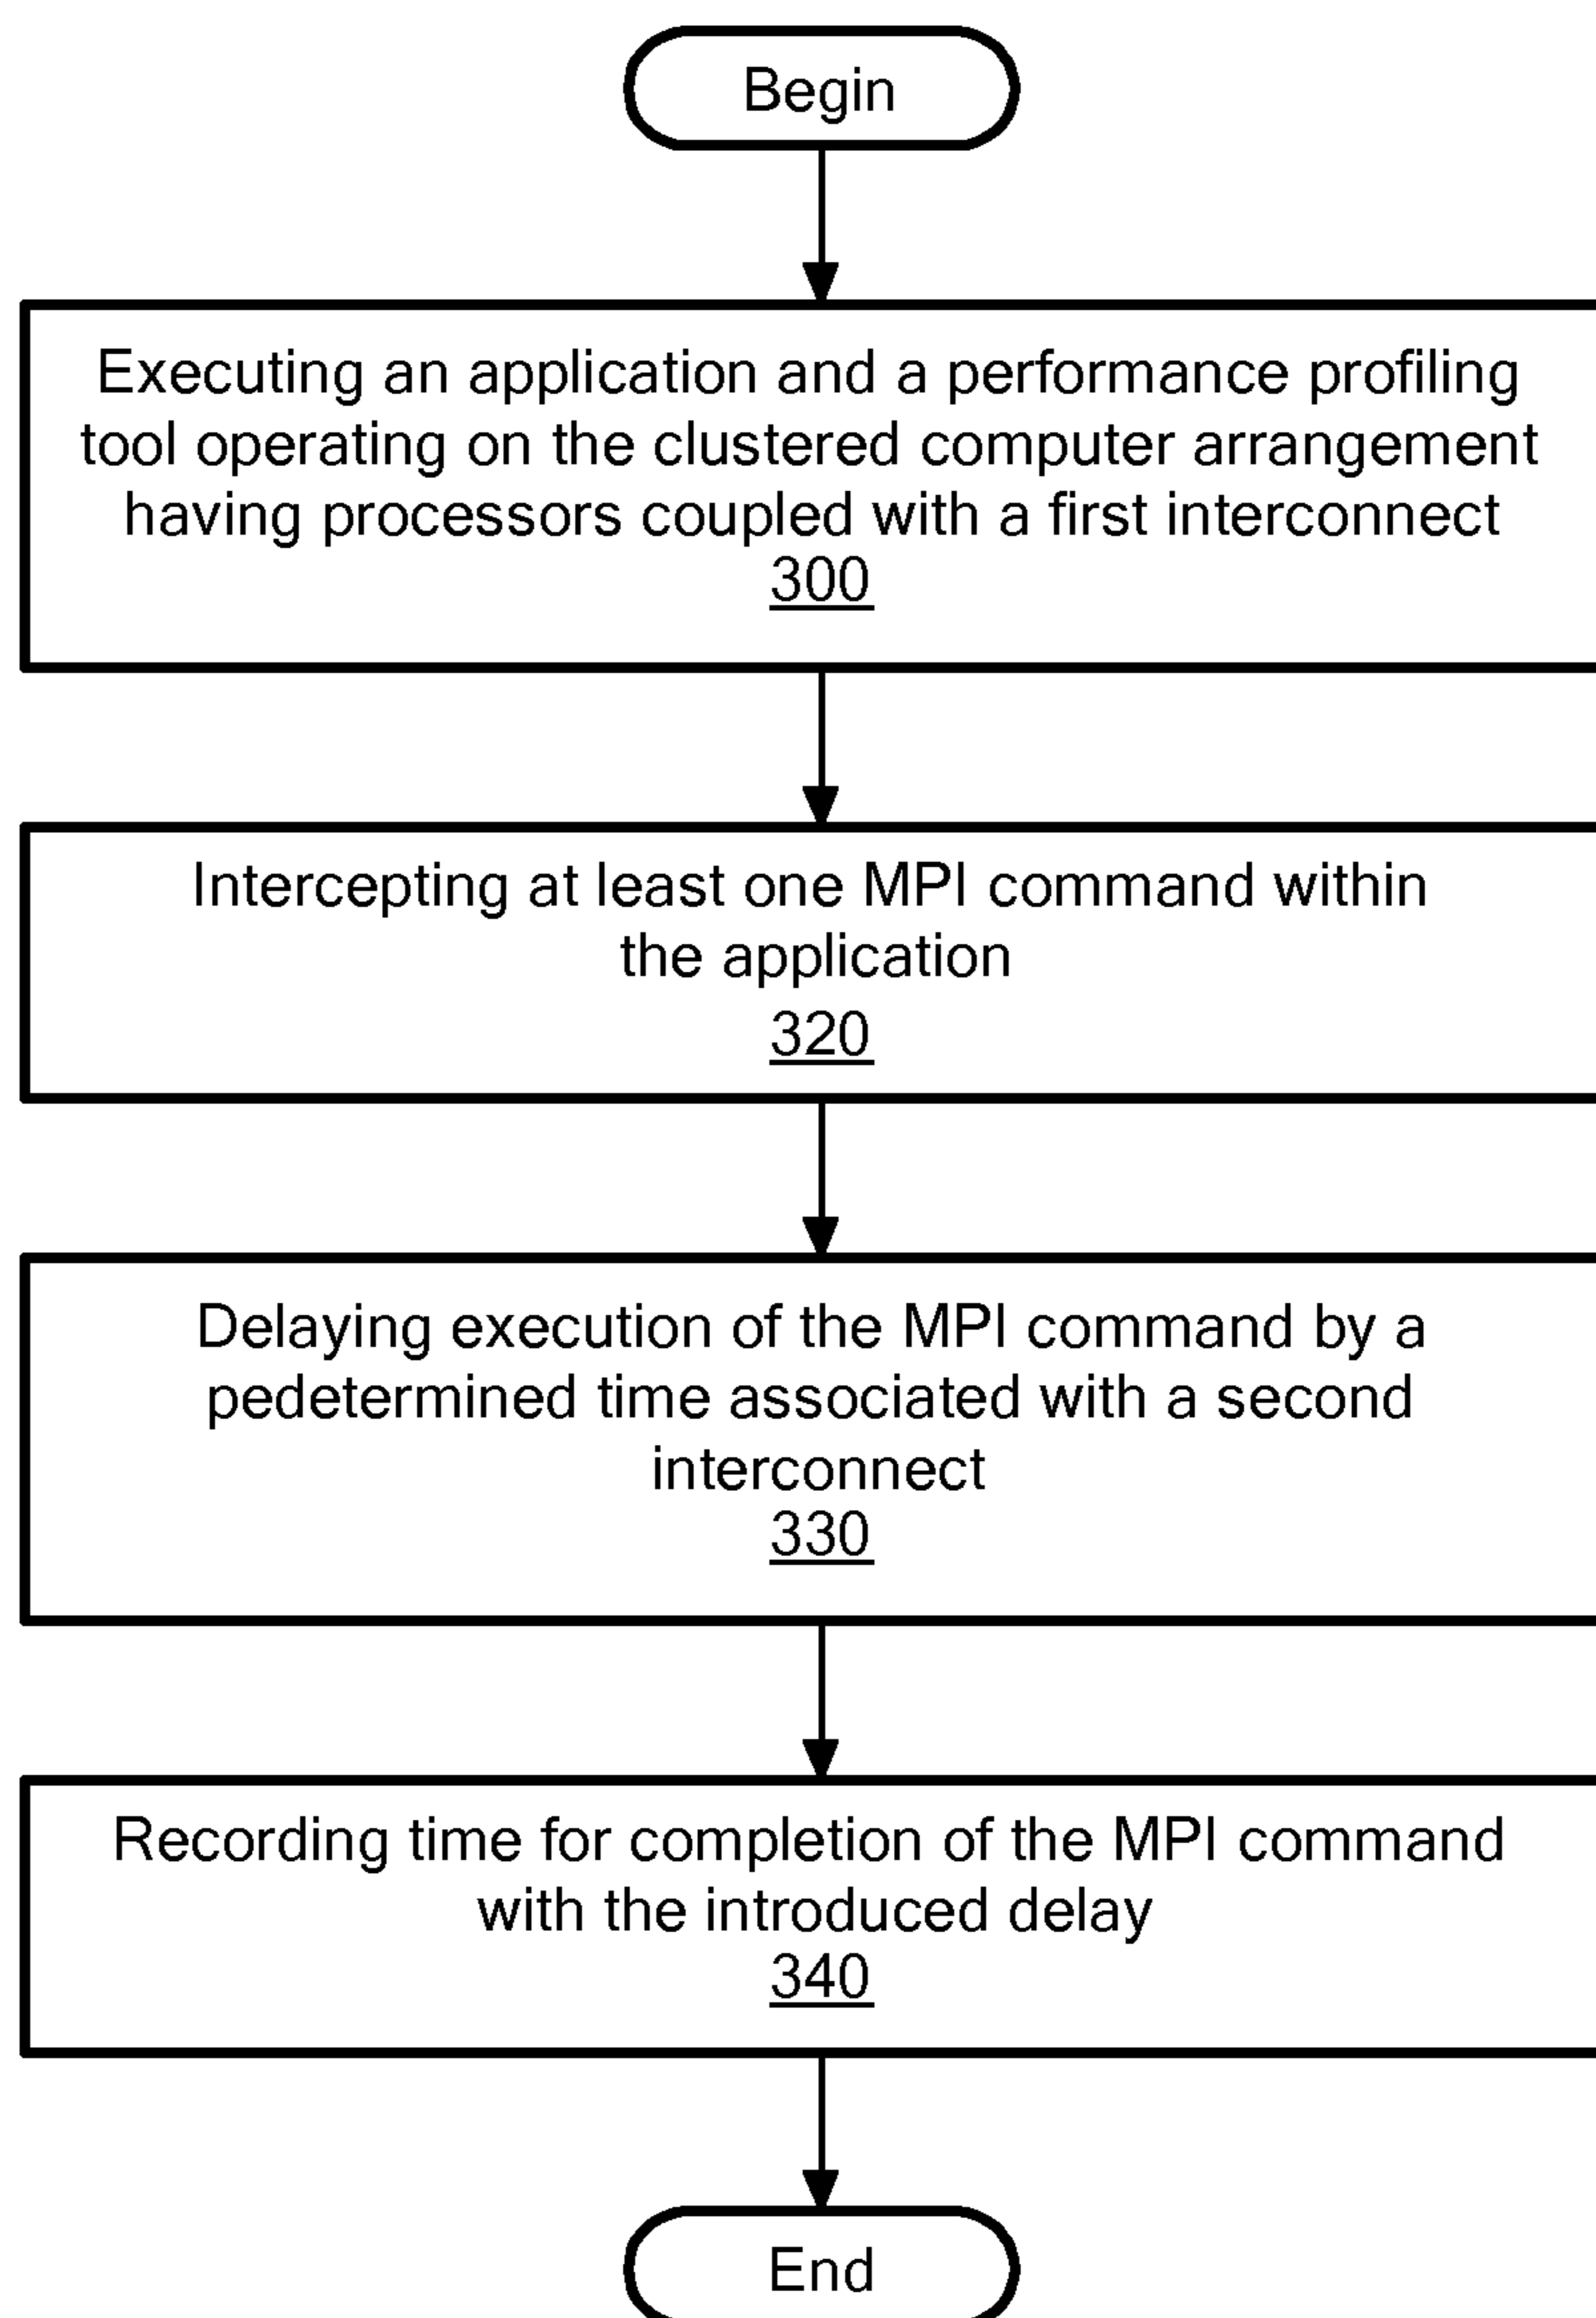 Begin
Executing an application and a performance profiling
tool operating on the clustered computer arrangement
having processors coupled with a first interconnect
300
Intercepting at least one MPI command within
the application
320
Delaying execution of the MPI command by a
pedetermined time associated with a second
interconnect
330
Recording time for completion of the MPI command
with the introduced delay
340
End